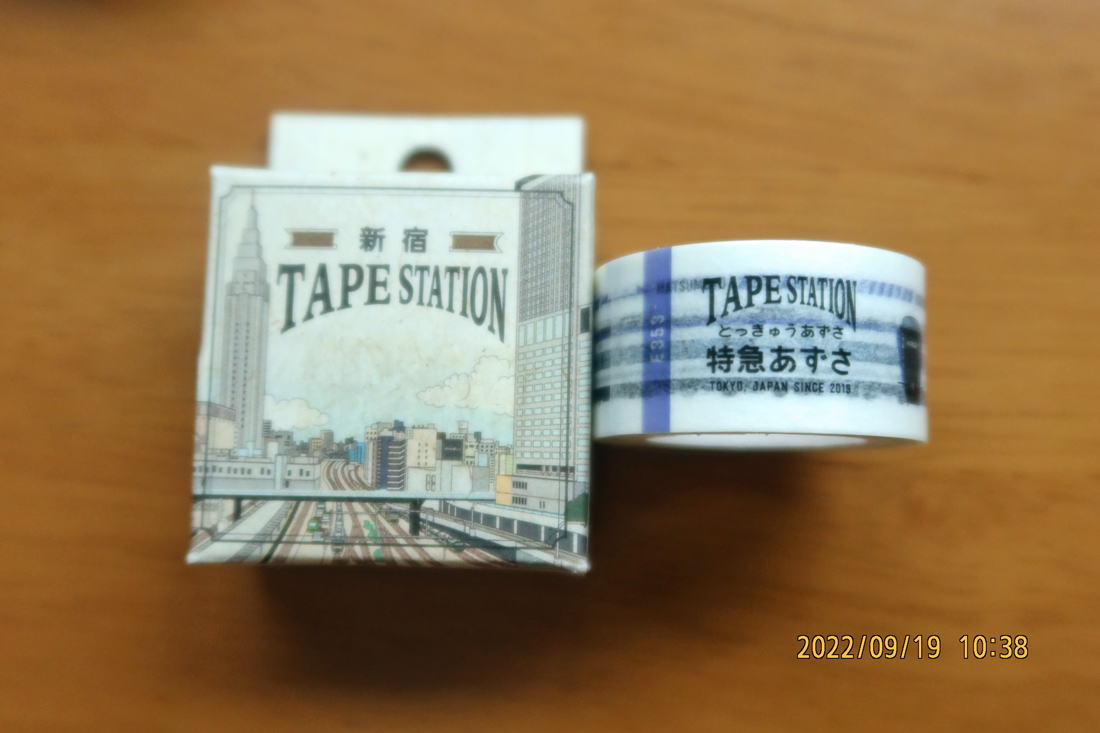 新宿
TAPE STATION
TAPE STATION
とっきゅうあずさ
特急あずさ
TOKYO, JAPAN SINCE 2019
E353
2022/09/19 10:38